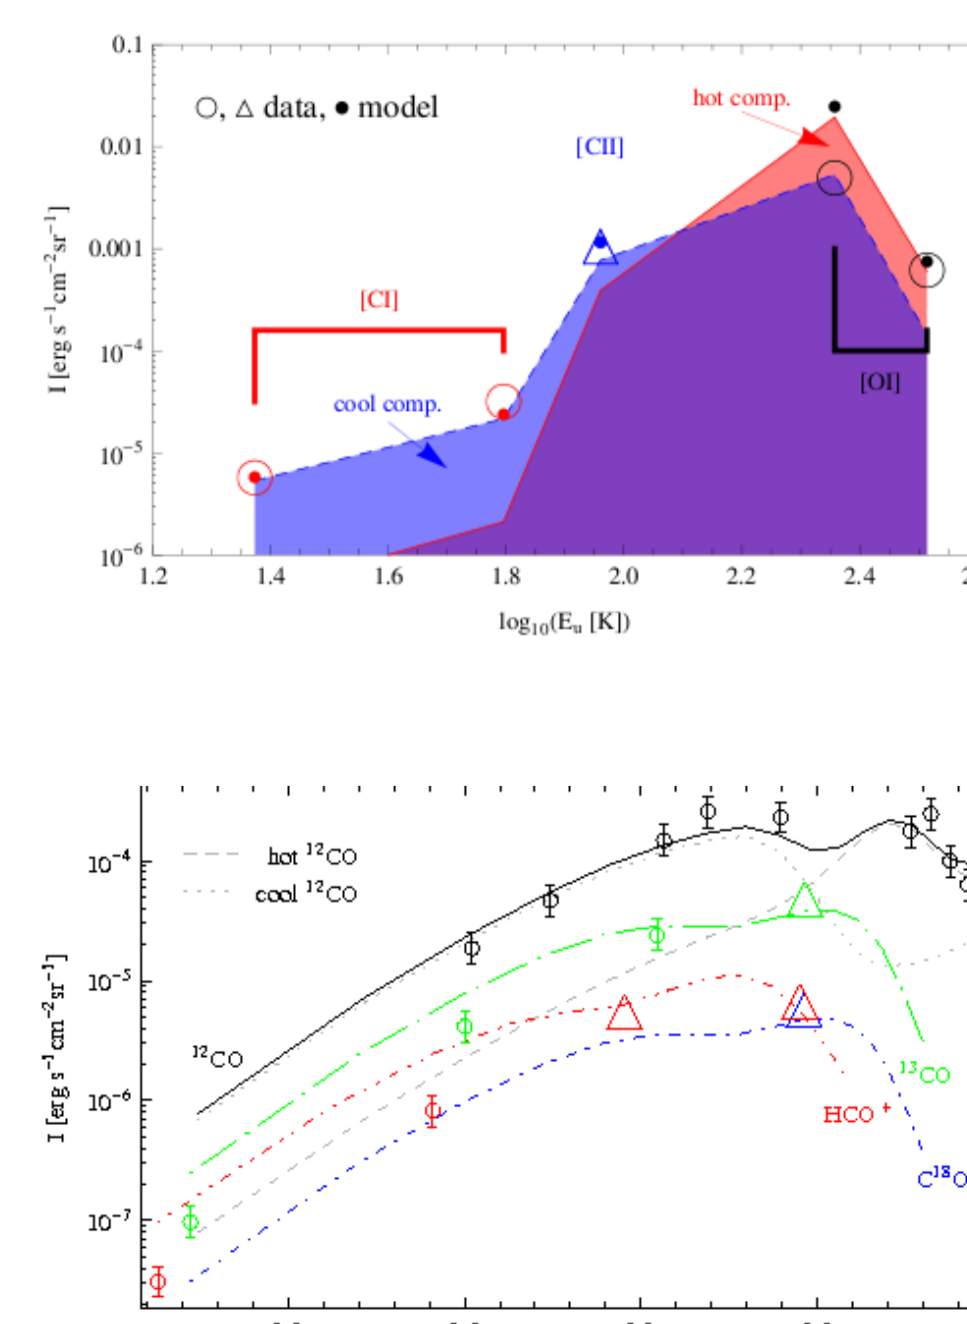 0.1
○, △ data, ● model
hot comp.
0.01
[CII]
0.001
[CI]
I [erg s⁻¹cm⁻²sr⁻¹]
10⁻⁴
[OI]
cool comp.
10⁻⁵
10⁻⁶
1.2 1.4 1.6 1.8 2.0 2.2 2.4
log₁₀(Eᵤ [K])
10⁻⁴
hot ¹²CO
cool ¹²CO
10⁻⁵
I [erg s⁻¹ cm⁻²sr⁻¹]
¹²CO
¹³CO
10⁻⁶
HCO⁺
C¹⁸O
10⁻⁷